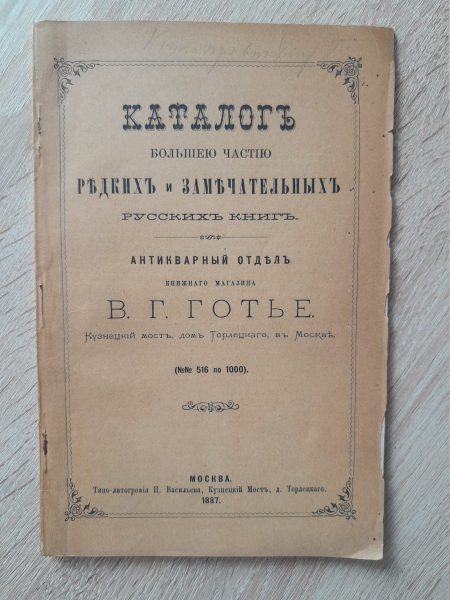 КАТАЛОГЪ
БОЛЬШЕЮ ЧАСТІЮ
РѢДКИХЪ и ЗАМѢЧАТЕЛЬНЫХЪ
РУССКИХЪ КНИГЪ.
АНТИКВАРНЫЙ ОТДѢЛЪ
КНИЖНАГО МАГАЗИНА
В. Г. ГОТЬЕ.
Кузнецкій мостъ, домъ Торлецкаго, въ Москвѣ.
(№№ 516 по 1000).
МОСКВА.
Типо-литографія П. Васильева, Кузнецкій Мостъ, д. Торлецкаго.
1887.